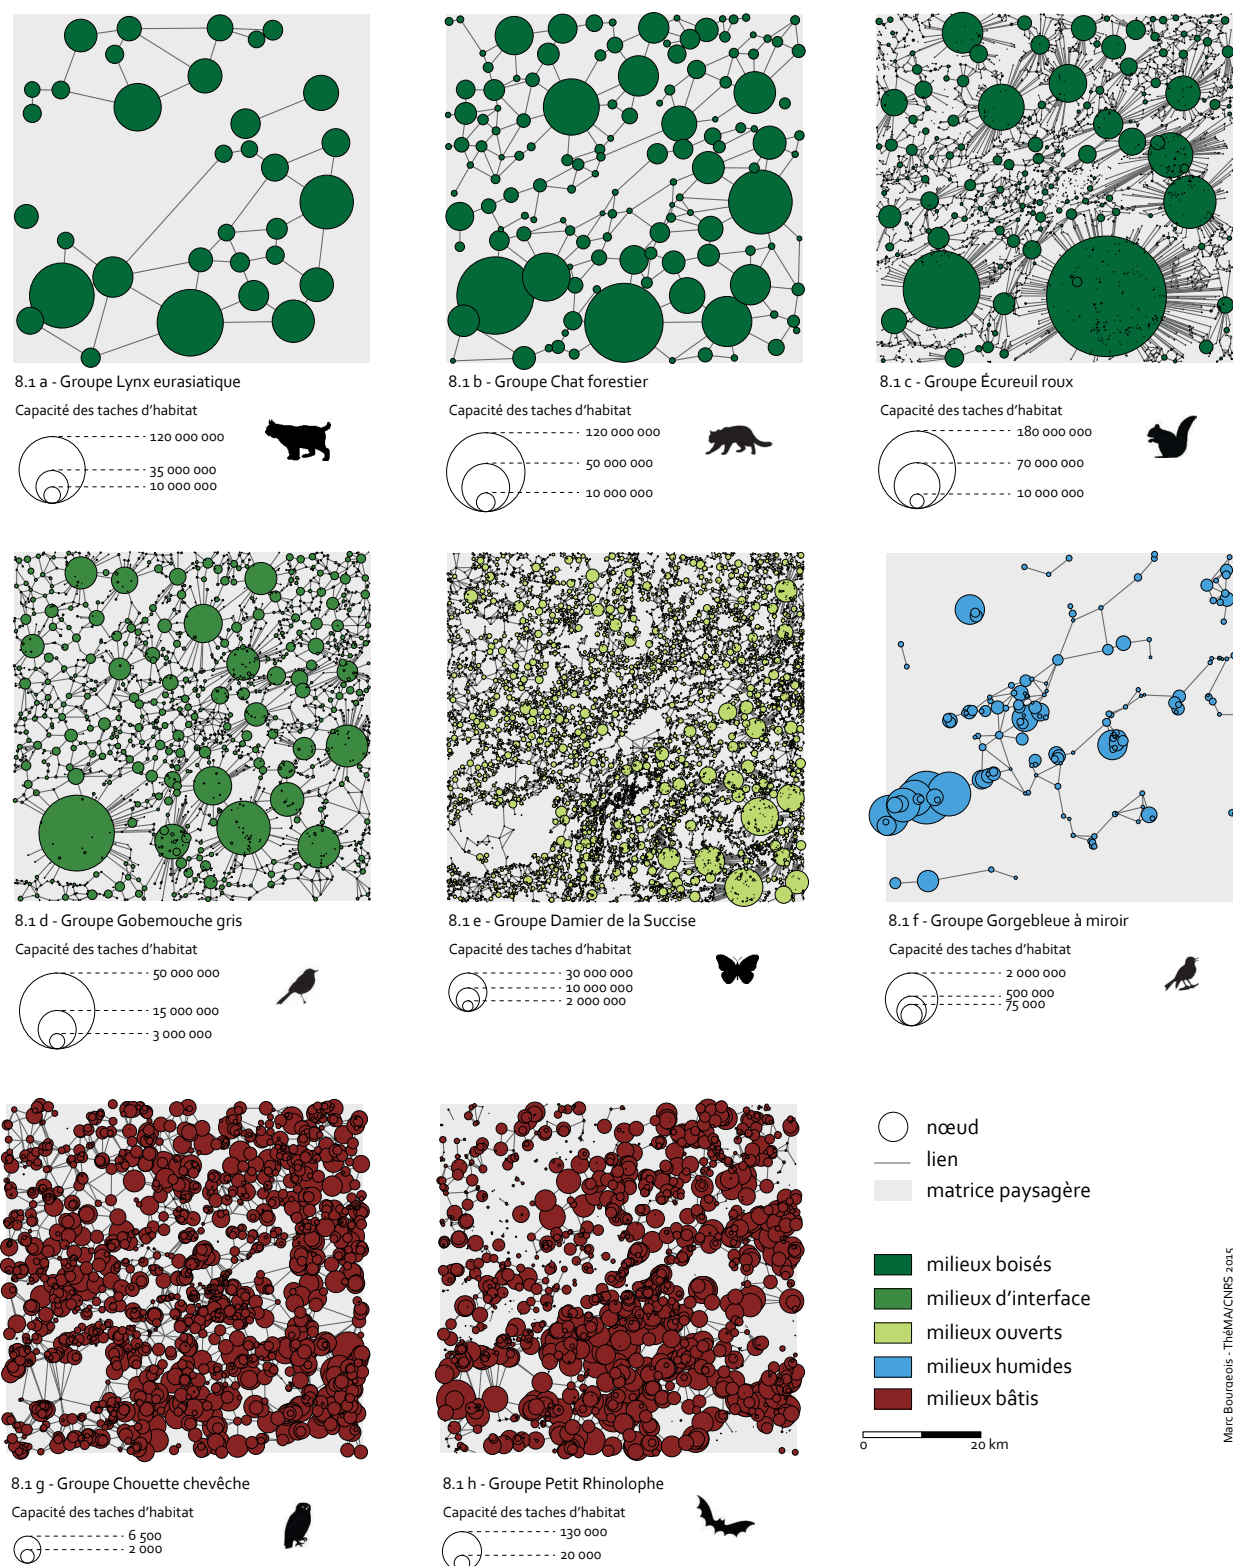 8.1 a - Groupe Lynx eurasiatique
Capacité des taches d'habitat
120 000 000
35 000 000
10 000 000
8.1 b - Groupe Chat forestier
Capacité des taches d'habitat
120 000 000
50 000 000
10 000 000
8.1 c - Groupe Écureuil roux
Capacité des taches d'habitat
180 000 000
70 000 000
10 000 000
8.1 d - Groupe Gobemouche gris
Capacité des taches d'habitat
50 000 000
15 000 000
3 000 000
8.1 e - Groupe Damier de la Succise
Capacité des taches d'habitat
30 000 000
10 000 000
2 000 000
8.1 f - Groupe Gorgebleue à miroir
Capacité des taches d'habitat
2 000 000
500 000
75 000
8.1 g - Groupe Chouette chevêche
Capacité des taches d'habitat
6 500
2 000
8.1 h - Groupe Petit Rhinolophe
Capacité des taches d'habitat
130 000
20 000
nœud
lien
matrice paysagère
milieux boisés
milieux d'interface
milieux ouverts
milieux humides
milieux bâtis
0 20 km
Marc Bourgeois - ThéMA/CNRS 2015